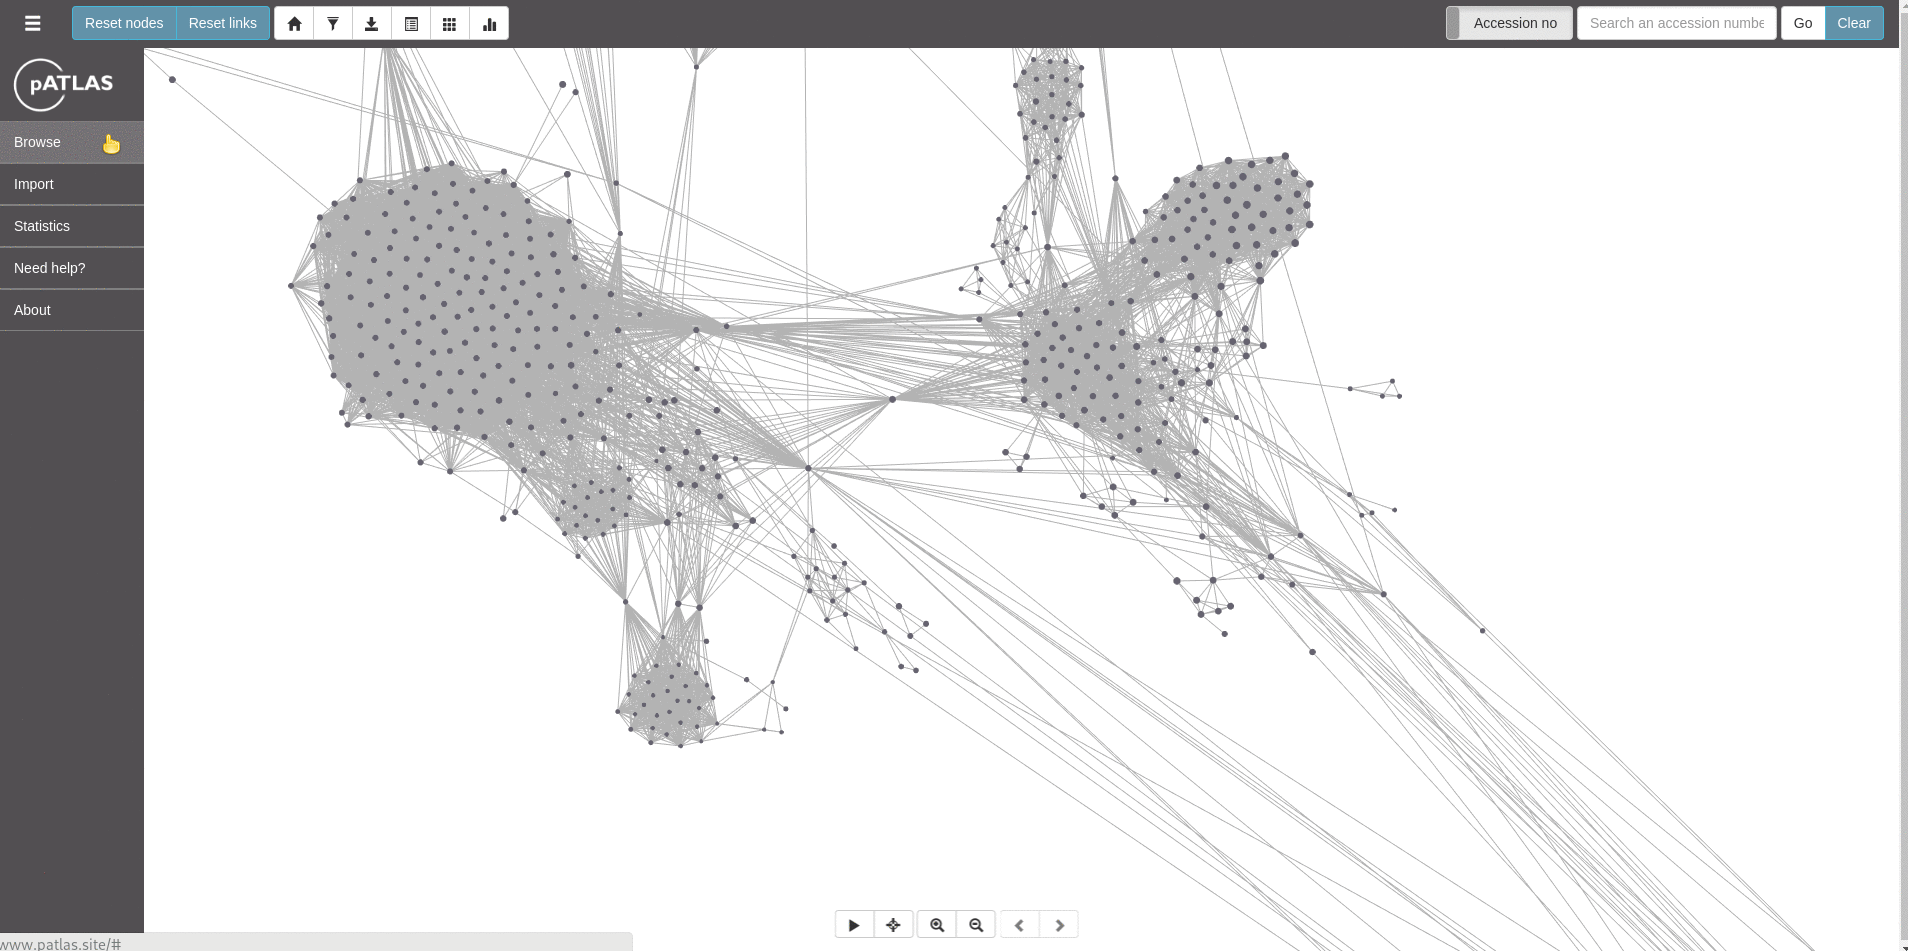 Reset nodes Reset links
Accession no Search an accession numbe Go Clear
pATLAS
Browse
Import
Statistics
Need help?
About
www.patlas.site/#